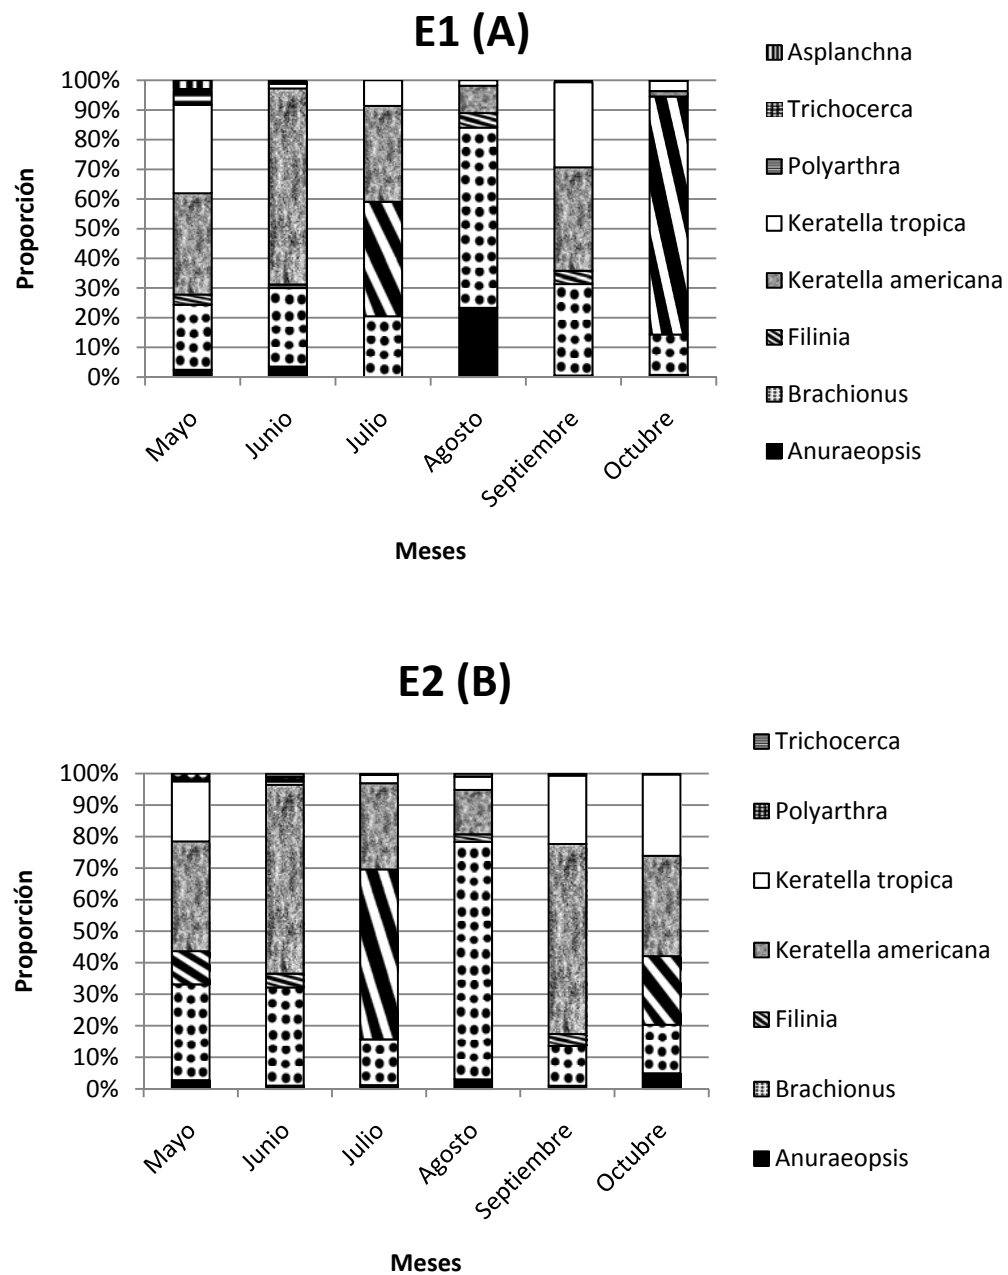 E1 (A)
Proporción
100%
90%
80%
70%
60%
50%
40%
30%
20%
10%
0%
Mayo
Junio
Julio
Agosto
Septiembre
Octubre
Meses
Asplanchna
Trichocerca
Polyarthra
Keratella tropica
Keratella americana
Filinia
Brachionus
Anuraeopsis
E2 (B)
Proporción
100%
90%
80%
70%
60%
50%
40%
30%
20%
10%
0%
Mayo
Junio
Julio
Agosto
Septiembre
Octubre
Meses
Trichocerca
Polyarthra
Keratella tropica
Keratella americana
Filinia
Brachionus
Anuraeopsis